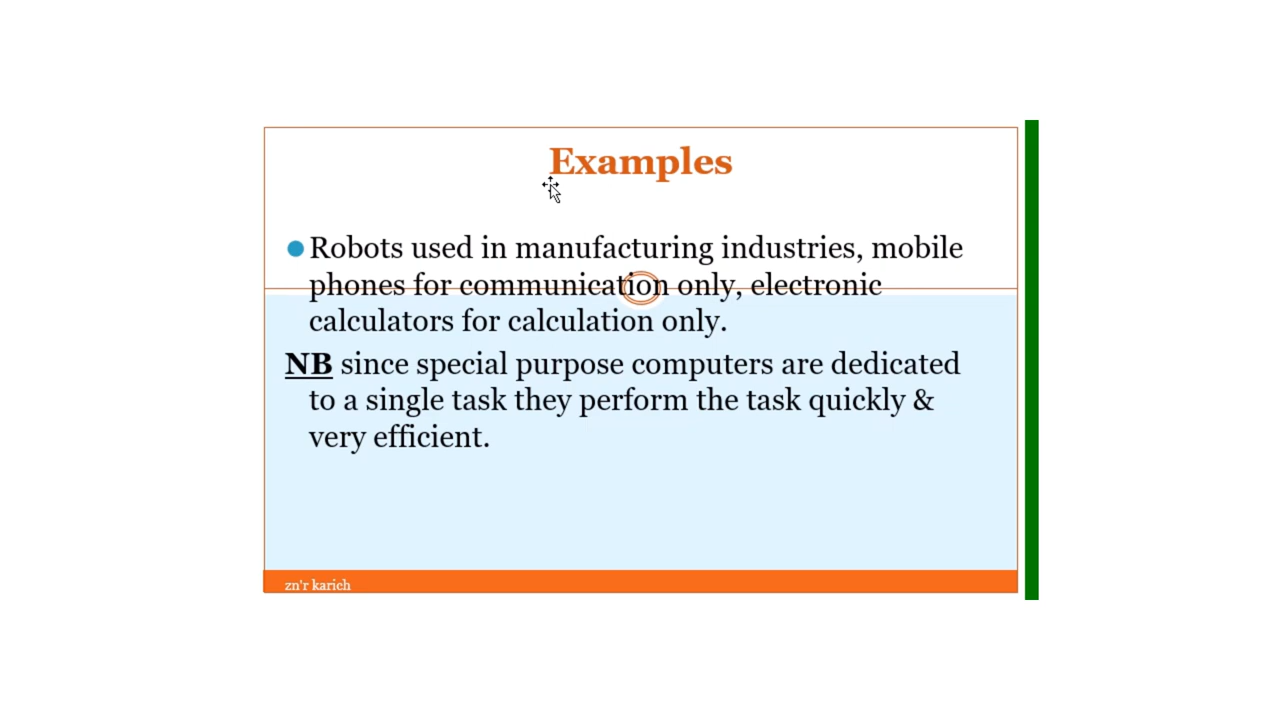 Examples
Robots used in manufacturing industries, mobile
phones for communication only, electronic
calculators for calculation only.
NB since special purpose computers are dedicated
to a single task they perform the task quickly &
very efficient.
zn'r karich